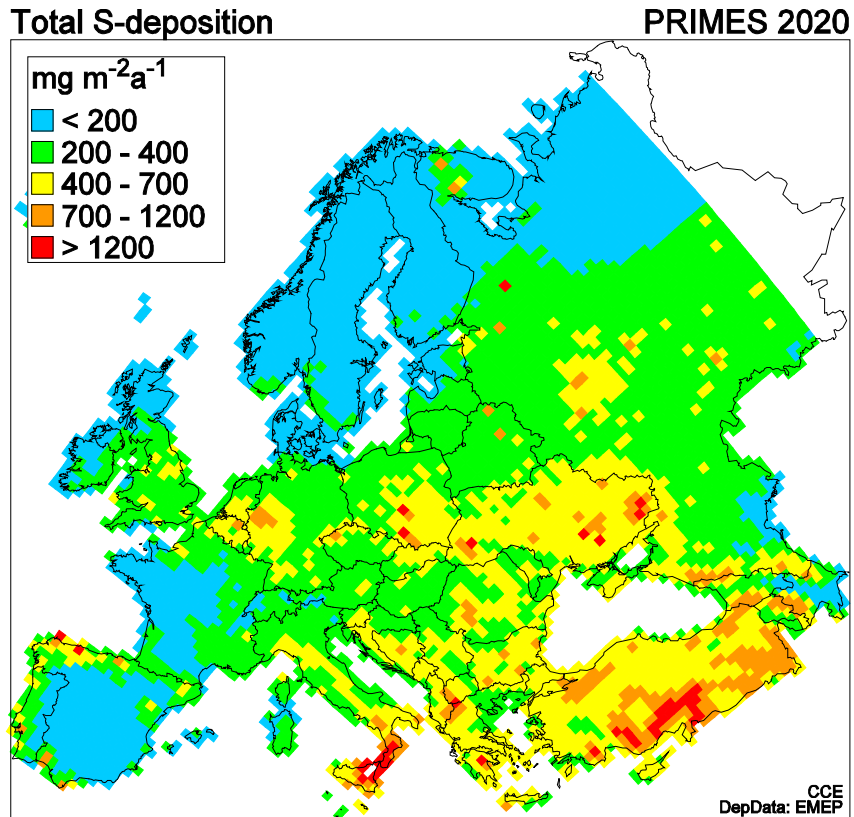 Total S-deposition PRIMES 2020
mg m⁻²a⁻¹
< 200
200 - 400
400 - 700
700 - 1200
> 1200
CCE
DepData: EMEP